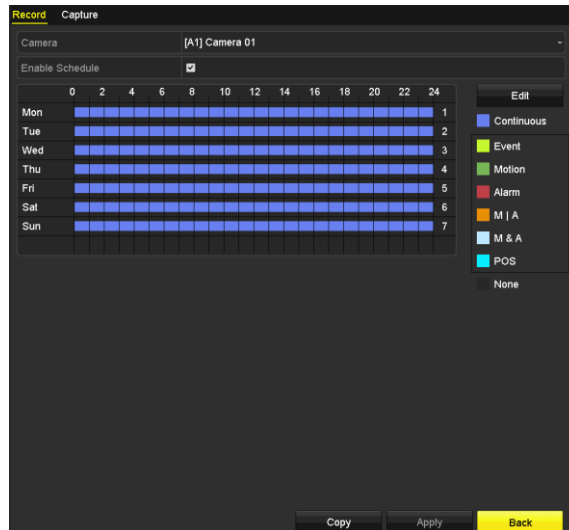 Record Capture
Camera [A1] Camera 01
Enable Schedule
0 2 4 6 8 10 12 14 16 18 20 22 24
Mon 1
Tue 2
Wed 3
Thu 4
Fri 5
Sat 6
Sun 7
Edit
Continuous
Event
Motion
Alarm
M | A
M & A
POS
None
Copy Apply Back